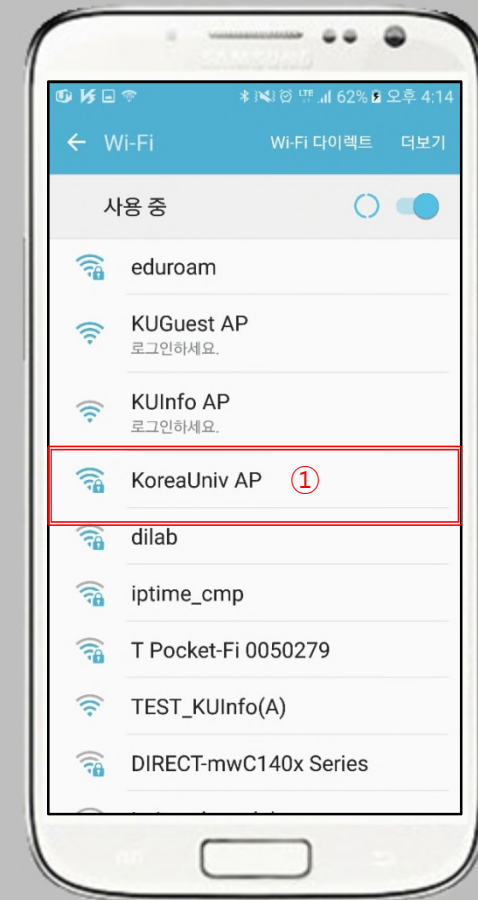 SAMSUNG
LTE 62% 오후 4:14
Wi-Fi Wi-Fi 다이렉트 더보기
사용 중
eduroam
KUGuest AP
로그인하세요.
KUInfo AP
로그인하세요.
KoreaUniv AP ①
dilab
iptime_cmp
T Pocket-Fi 0050279
TEST_KUInfo(A)
DIRECT-mwC140x Series